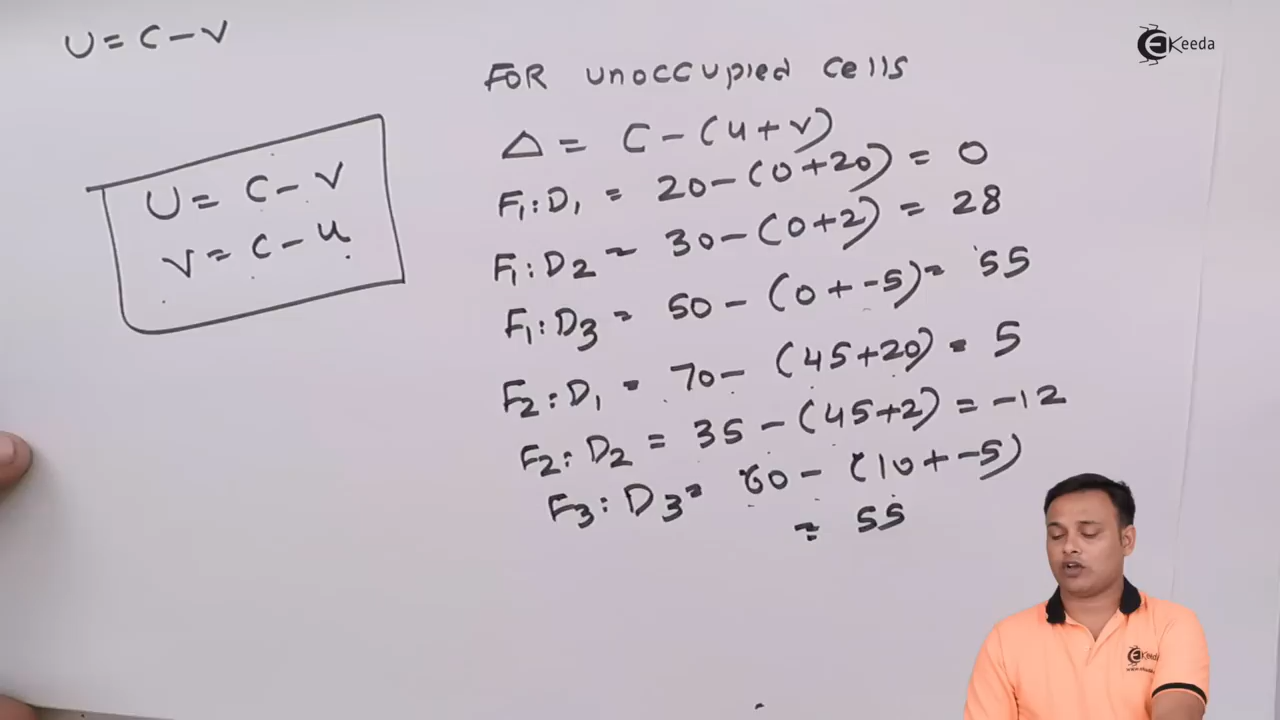 U = C - V
Ekeeda
FOR unoccupied cells
U = C - V
V = C - u
Δ = C - (u + v)
F1 : D1 = 20 - (0 + 20) = 0
F1 : D2 = 30 - (0 + 2) = 28
F1 : D3 = 50 - (0 + -5) = 55
F2 : D1 = 70 - (45 + 20) = 5
F2 : D2 = 35 - (45 + 2) = -12
F3 : D3 = 60 - (10 + -5)
= 55
Ekeeda